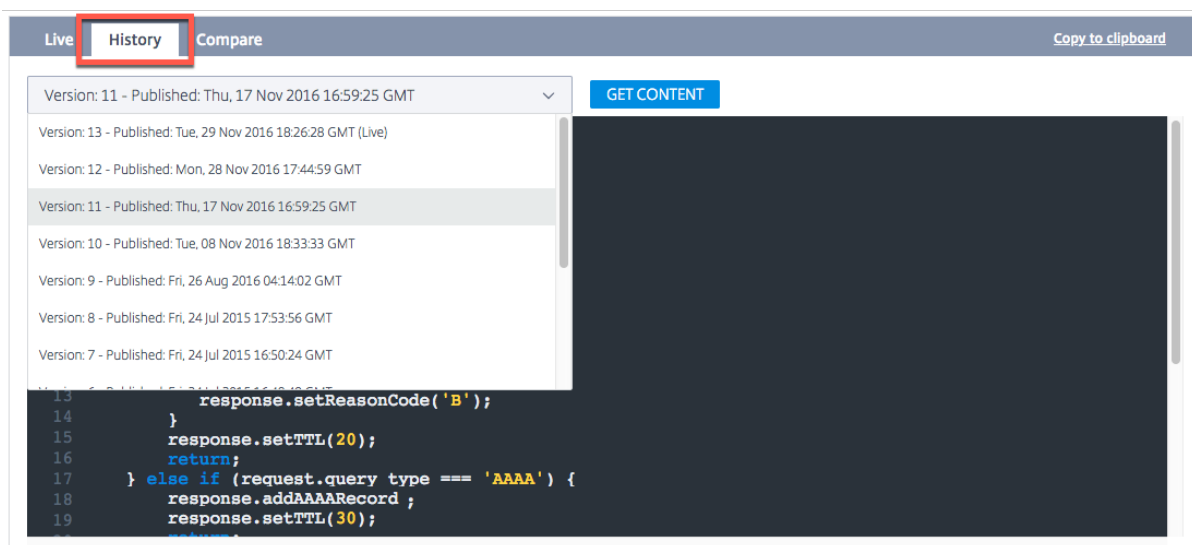 Live History Compare Copy to clipboard
Version: 11 - Published: Thu, 17 Nov 2016 16:59:25 GMT GET CONTENT
Version: 13 - Published: Tue, 29 Nov 2016 18:26:28 GMT (Live)
Version: 12 - Published: Mon, 28 Nov 2016 17:44:59 GMT
Version: 11 - Published: Thu, 17 Nov 2016 16:59:25 GMT
Version: 10 - Published: Tue, 08 Nov 2016 18:33:33 GMT
Version: 9 - Published: Fri, 26 Aug 2016 04:14:02 GMT
Version: 8 - Published: Fri, 24 Jul 2015 17:53:56 GMT
Version: 7 - Published: Fri, 24 Jul 2015 16:50:24 GMT
13 response.setReasonCode('B');
14 }
15 response.setTTL(20);
16 return;
17 } else if (request.query type === 'AAAA') {
18 response.addAAAARecord ;
19 response.setTTL(30);